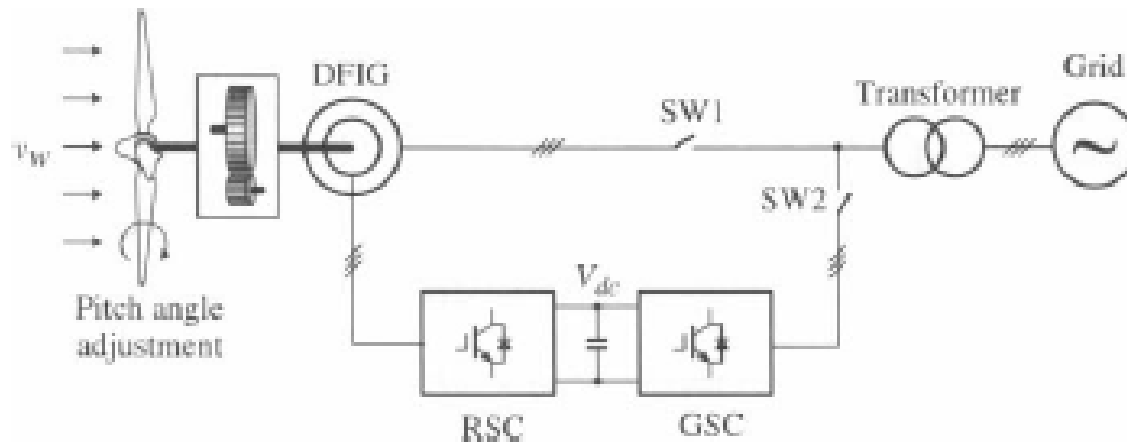 DFIG
Grid
Transformer
SW1
v_W
SW2
V_dc
Pitch angle
adjustment
RSC
GSC